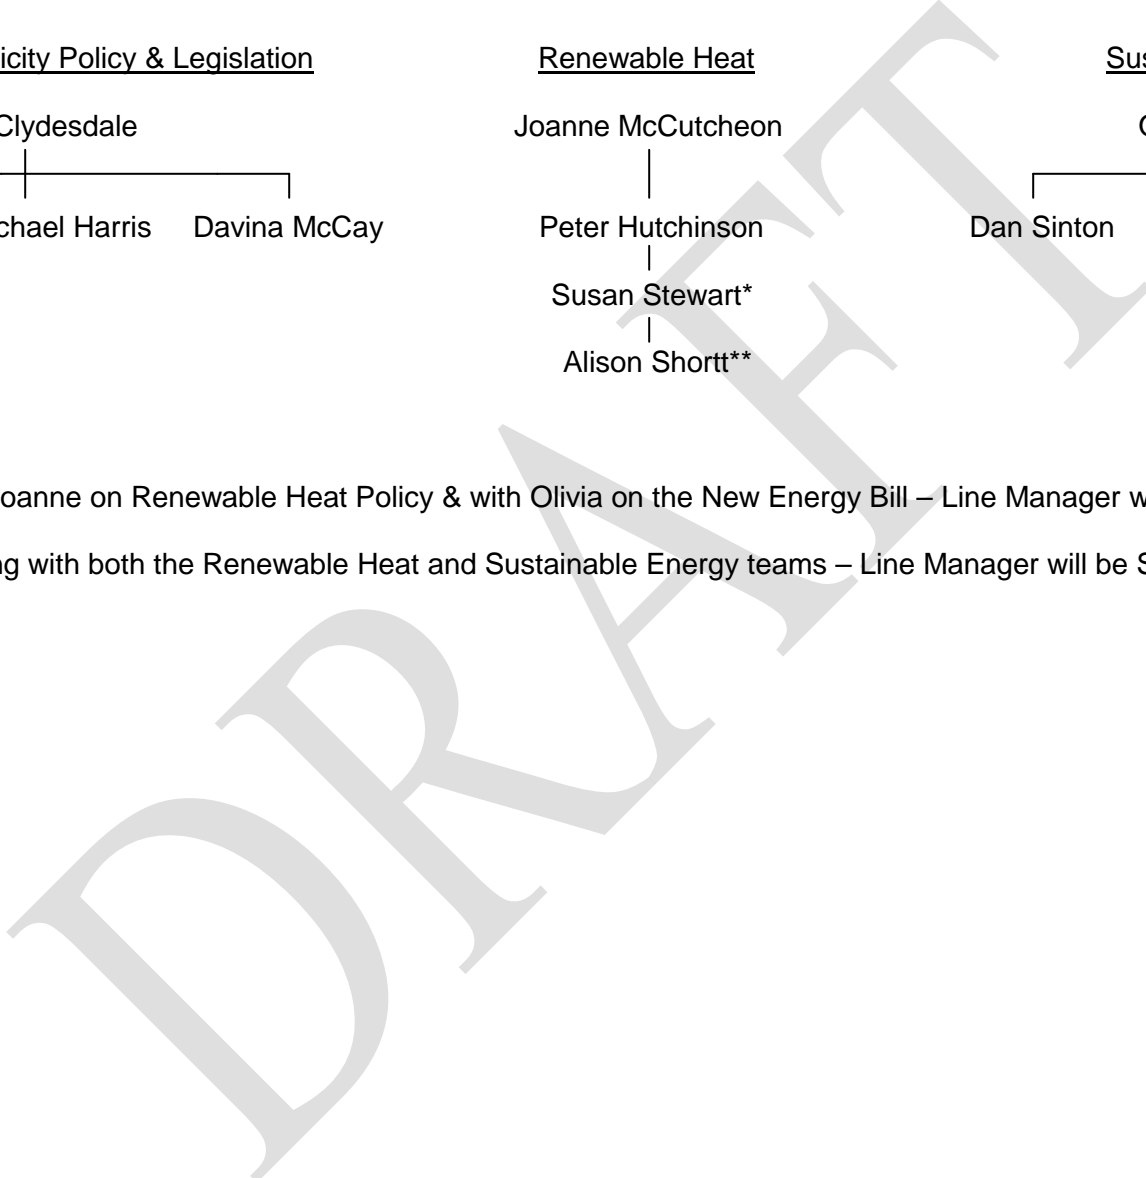 icity Policy & Legislation Renewable Heat Sus
Clydesdale Joanne McCutcheon
chael Harris Davina McCay Peter Hutchinson Dan Sinton
Susan Stewart*
Alison Shortt**
oanne on Renewable Heat Policy & with Olivia on the New Energy Bill – Line Manager w
ng with both the Renewable Heat and Sustainable Energy teams – Line Manager will be S
DRAFT